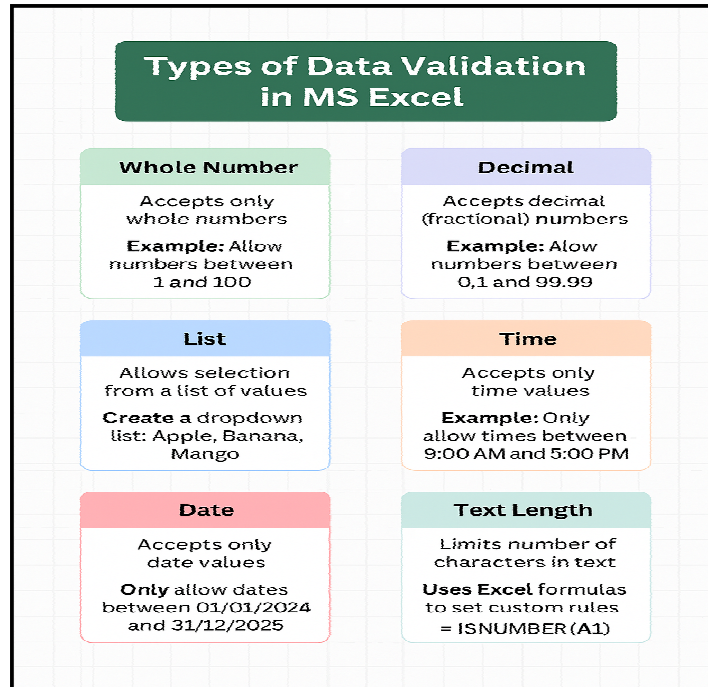 Types of Data Validation
in MS Excel
Whole Number
Accepts only
whole numbers
Example: Allow
numbers between
1 and 100
Decimal
Accepts decimal
(fractional) numbers
Example: Alow
numbers between
0,1 and 99.99
List
Allows selection
from a list of values
Create a dropdown
list: Apple, Banana,
Mango
Time
Accepts only
time values
Example: Only
allow times between
9:00 AM and 5:00 PM
Date
Accepts only
date values
Only allow dates
between 01/01/2024
and 31/12/2025
Text Length
Limits number of
characters in text
Uses Excel formulas
to set custom rules
= ISNUMBER (A1)